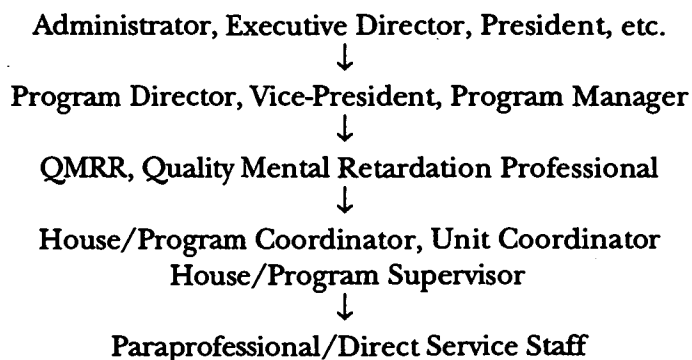 Administrator, Executive Director, President, etc.
↓
Program Director, Vice-President, Program Manager
↓
QMRR, Quality Mental Retardation Professional
↓
House/Program Coordinator, Unit Coordinator
House/Program Supervisor
↓
Paraprofessional/Direct Service Staff